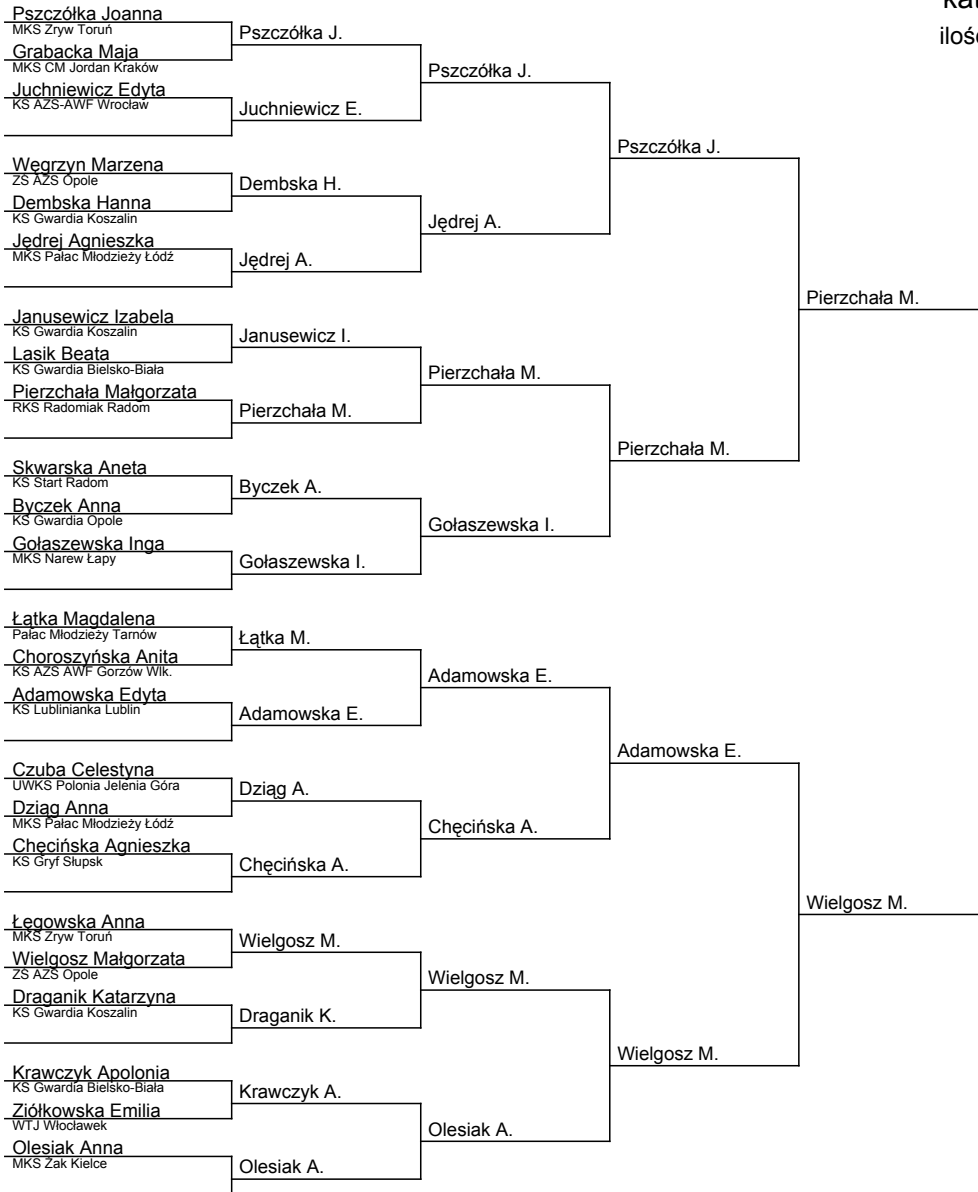 kat
ilość
Pszczółka Joanna
MKS Zryw Toruń
Grabacka Maja
MKS CM Jordan Kraków
Juchniewicz Edyta
KS AZS-AWF Wrocław
Węgrzyn Marzena
ZŚ AZS Opole
Dembska Hanna
KS Gwardia Koszalin
Jędrej Agnieszka
MKS Pałac Młodzieży Łódź
Janusewicz Izabela
KS Gwardia Koszalin
Lasik Beata
KS Gwardia Bielsko-Biała
Pierzchała Małgorzata
RKS Radomiak Radom
Skwarska Aneta
KS Start Radom
Byczek Anna
KS Gwardia Opole
Gołaszewska Inga
MKS Narew Łapy
Łątka Magdalena
Pałac Młodzieży Tarnów
Choroszyńska Anita
KS AZS AWF Gorzów Wlk.
Adamowska Edyta
KS Lublinianka Lublin
Czuba Celestyna
UWKS Polonia Jelenia Góra
Dziąg Anna
MKS Pałac Młodzieży Łódź
Chęcińska Agnieszka
KS Gryf Słupsk
Łęgowska Anna
MKS Zryw Toruń
Wielgosz Małgorzata
ZŚ AZS Opole
Draganik Katarzyna
KS Gwardia Koszalin
Krawczyk Apolonia
KS Gwardia Bielsko-Biała
Ziółkowska Emilia
WTJ Włocławek
Olesiak Anna
MKS Żak Kielce
Pszczółka J.
Juchniewicz E.
Dembska H.
Jędrej A.
Janusewicz I.
Pierzchała M.
Byczek A.
Gołaszewska I.
Łątka M.
Adamowska E.
Dziąg A.
Chęcińska A.
Wielgosz M.
Draganik K.
Krawczyk A.
Olesiak A.
Pszczółka J.
Jędrej A.
Pierzchała M.
Gołaszewska I.
Adamowska E.
Chęcińska A.
Wielgosz M.
Olesiak A.
Pszczółka J.
Pierzchała M.
Adamowska E.
Wielgosz M.
Pierzchała M.
Wielgosz M.